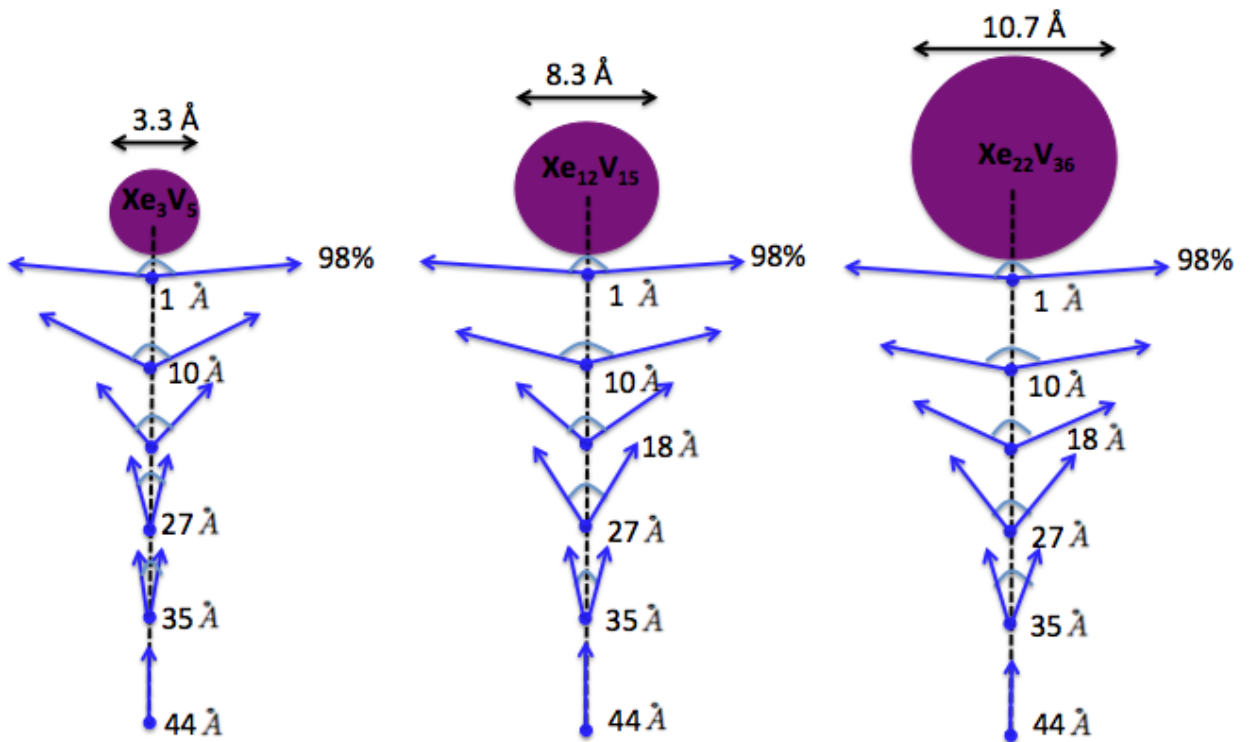 3.3 Å
Xe₃V₅
98%
1 Å
10 Å
27 Å
35 Å
44 Å
8.3 Å
Xe₁₂V₁₅
98%
1 Å
10 Å
18 Å
27 Å
35 Å
44 Å
10.7 Å
Xe₂₂V₃₆
98%
1 Å
10 Å
18 Å
27 Å
35 Å
44 Å